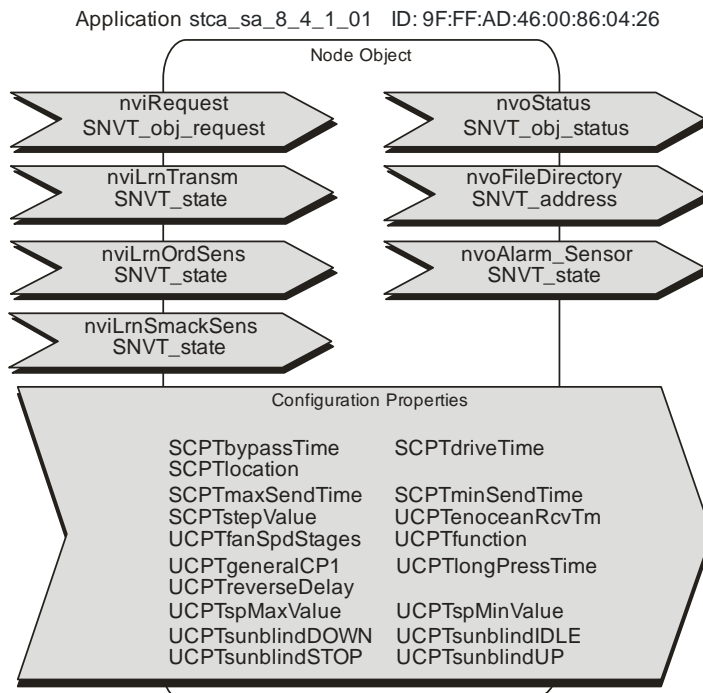 Application stca_sa_8_4_1_01 ID: 9F:FF:AD:46:00:86:04:26
Node Object
nviRequest
SNVT_obj_request
nvoStatus
SNVT_obj_status
nviLrnTransm
SNVT_state
nvoFileDirectory
SNVT_address
nviLrnOrdSens
SNVT_state
nvoAlarm_Sensor
SNVT_state
nviLrnSmackSens
SNVT_state
Configuration Properties
SCPTbypassTime SCPTdriveTime
SCPTlocation
SCPTmaxSendTime SCPTminSendTime
SCPTstepValue UCPTenoceanRcvTm
UCPTfanSpdStages UCPTfunction
UCPTgeneralCP1 UCPTlongPressTime
UCPTreverseDelay
UCPTspMaxValue UCPTspMinValue
UCPTsunblindDOWN UCPTsunblindIDLE
UCPTsunblindSTOP UCPTsunblindUP